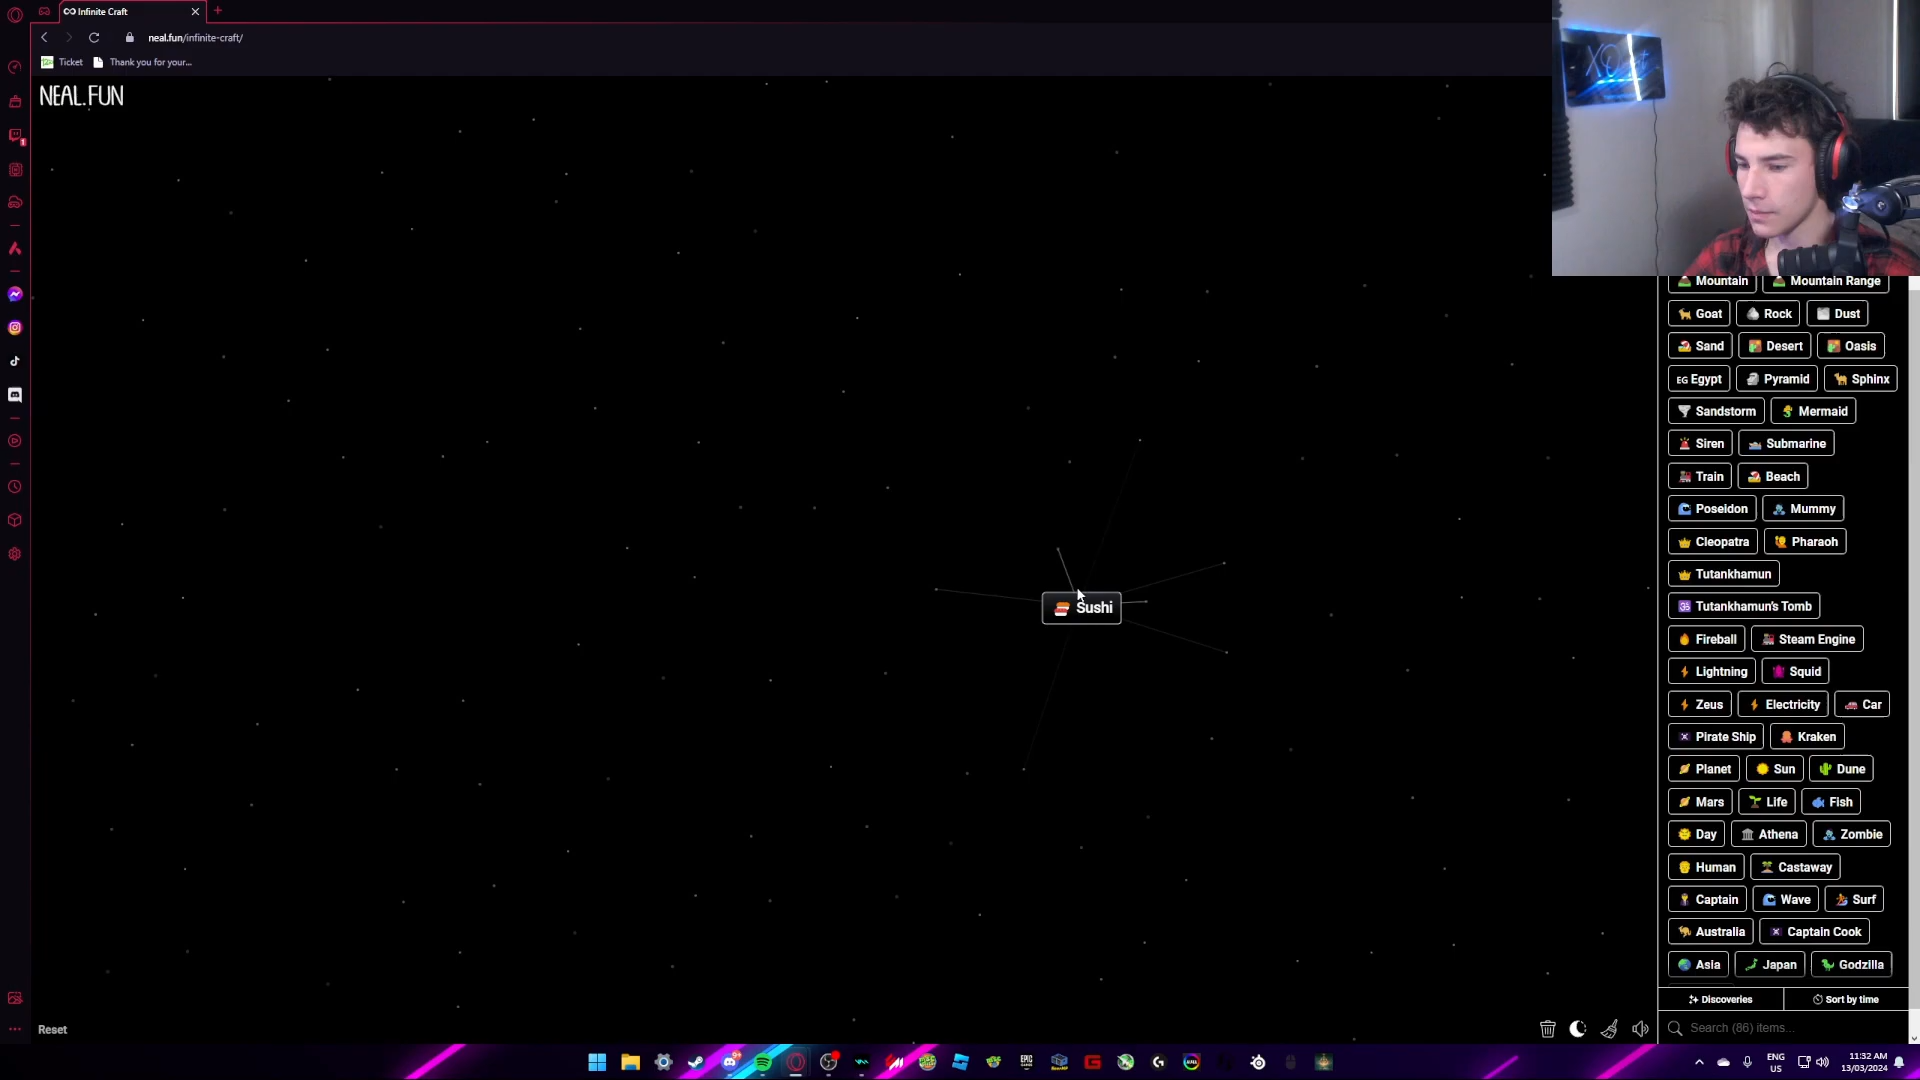 Infinite Craft
neal.fun/infinite-craft/
Ticket
Thank you for your...
NEAL.FUN
Mountain Mountain Range
Goat Rock Dust
Sand Desert Oasis
EG Egypt Pyramid Sphinx
Sandstorm Mermaid
Siren Submarine
Train Beach
Poseidon Mummy
Cleopatra Pharaoh
Tutankhamun
Tutankhamun's Tomb
Fireball Steam Engine
Sushi
Lightning Squid
Zeus Electricity Car
Pirate Ship Kraken
Planet Sun Dune
Mars Life Fish
Day Athena Zombie
Human Castaway
Captain Wave Surf
Australia Captain Cook
Asia Japan Godzilla
Discoveries Sort by time
Search (86) items...
Reset
ENG
US
11:32 AM
13/03/2024